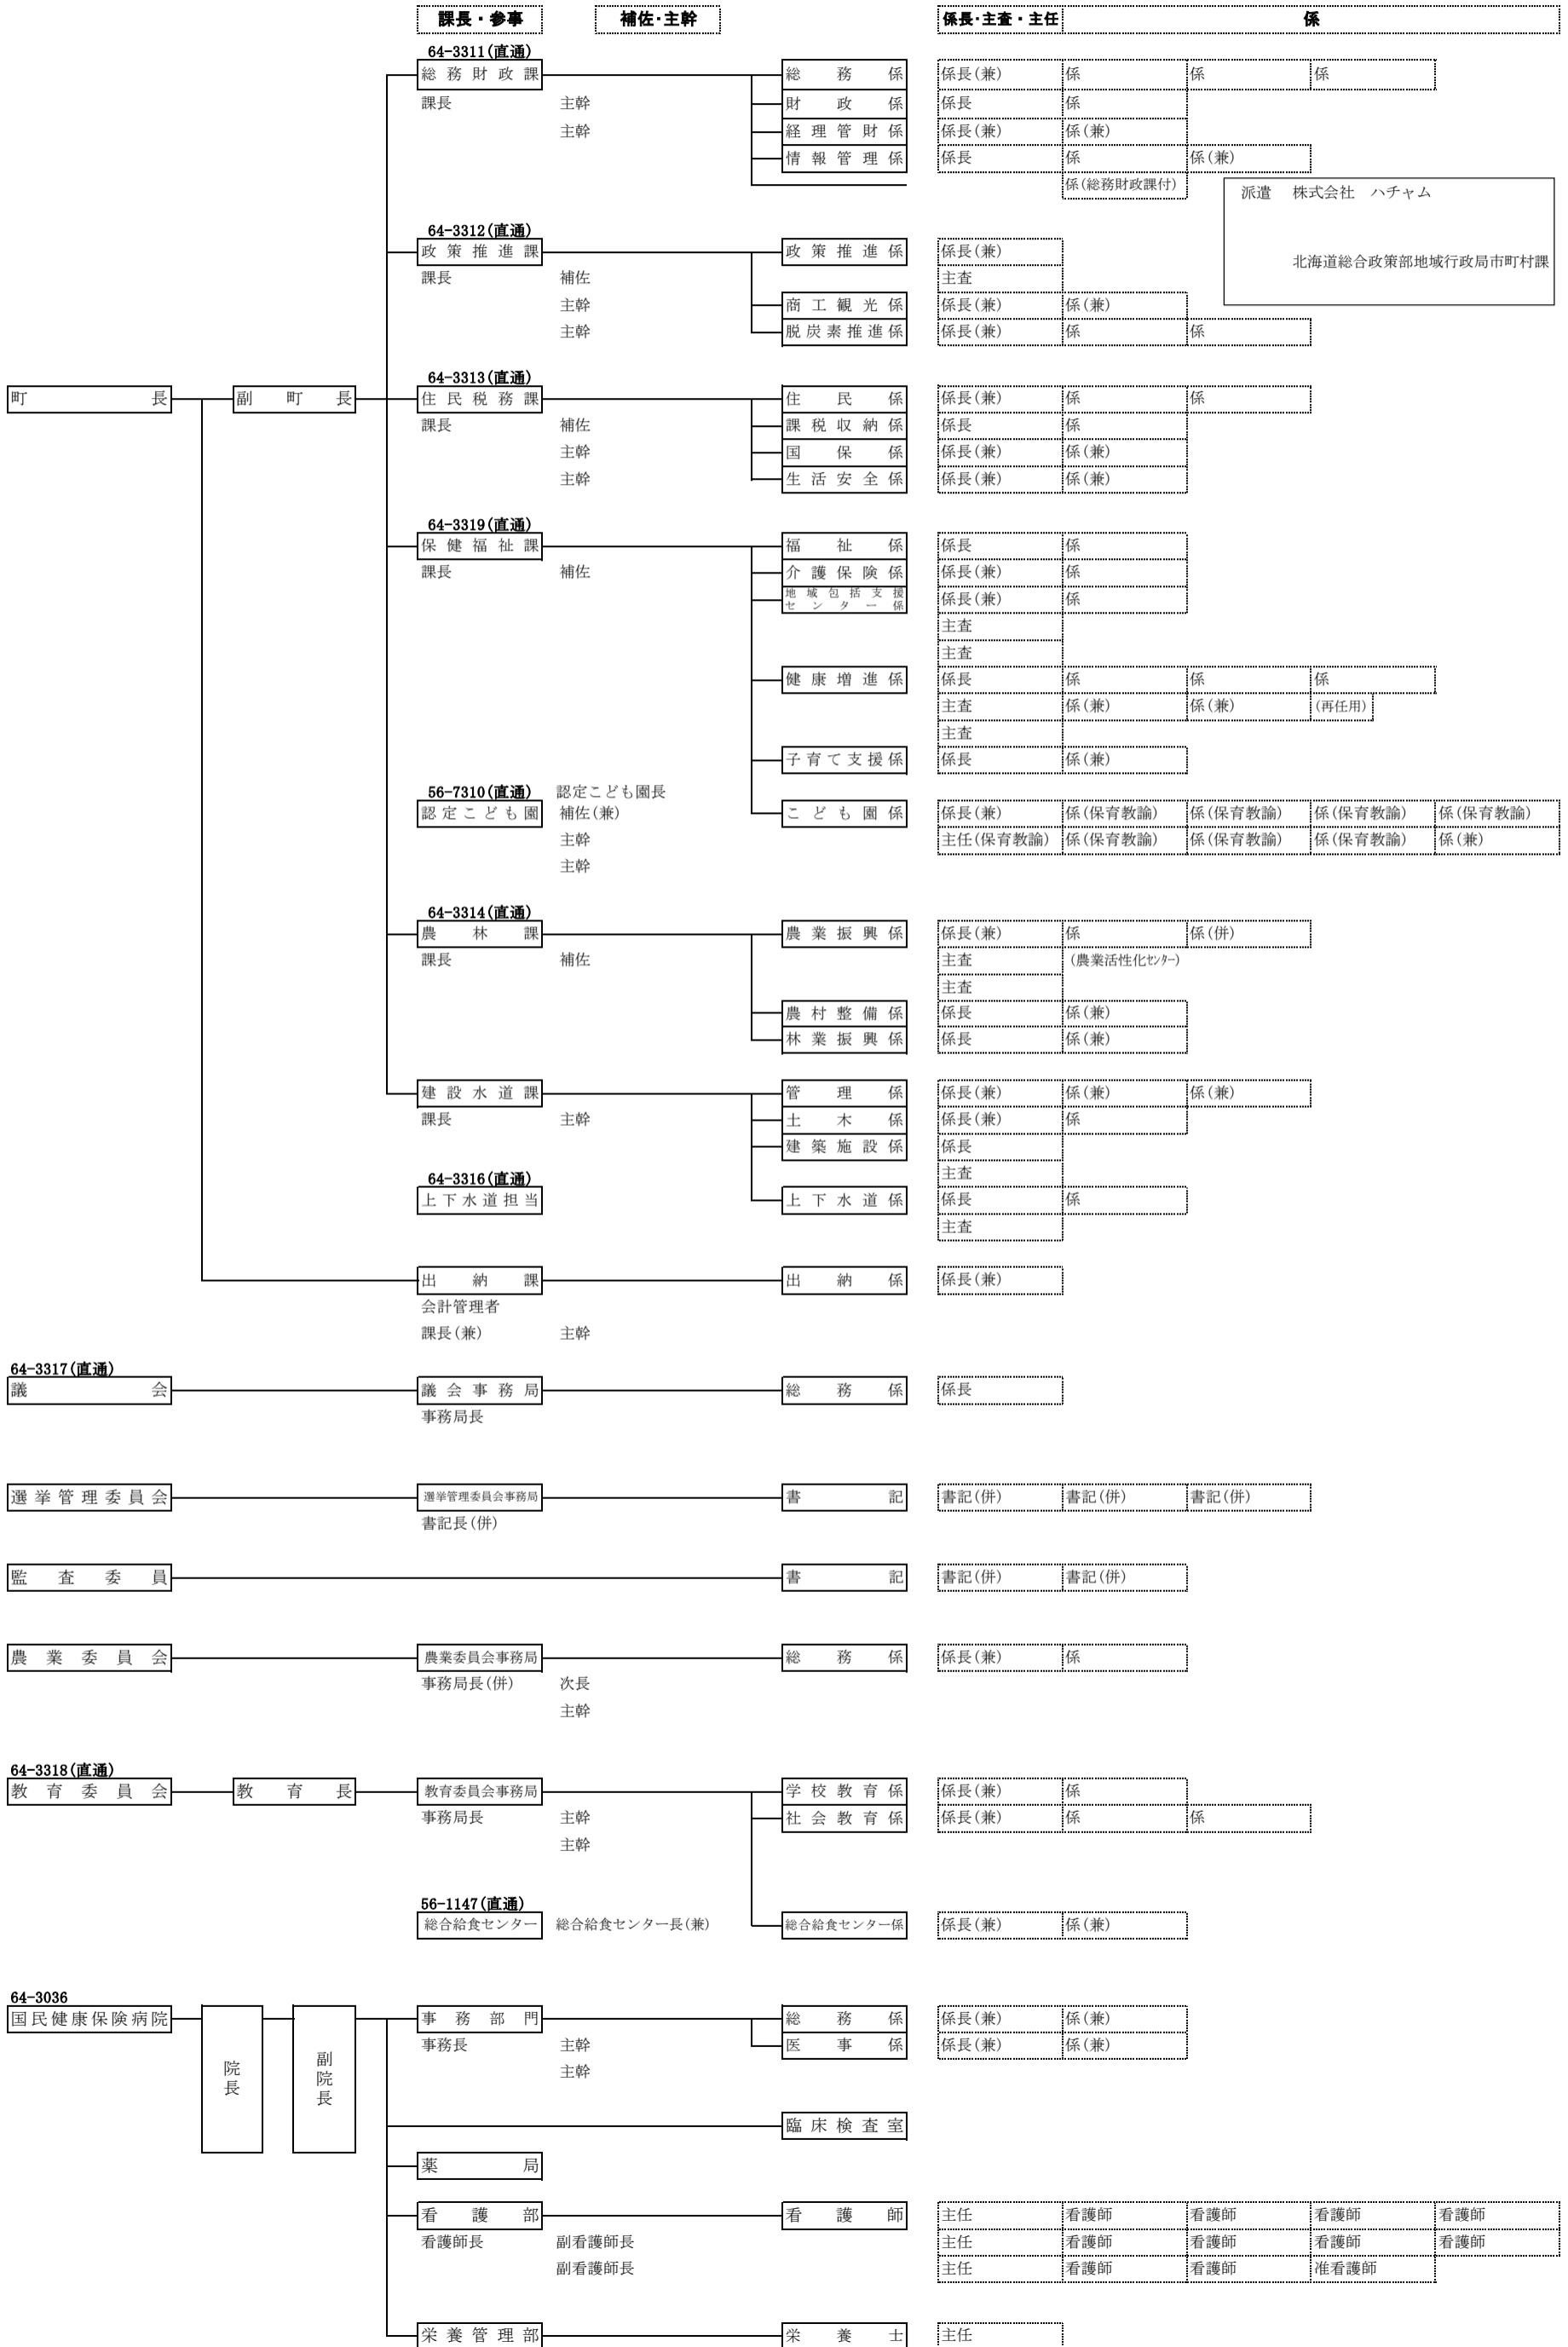 課長・参事 補佐・主幹 係長・主査・主任 係
64-3311(直通)
総務財政課 総務係 係長(兼) 係 係 係
課長 主幹 財政係 係長 係
主幹 経理管財係 係長(兼) 係(兼)
情報管理係 係長 係 係(兼)
係(総務財政課付)
派遣 株式会社 ハチャム
北海道総合政策部地域行政局市町村課
64-3312(直通)
政策推進課 政策推進係 係長(兼)
課長 補佐 主査
主幹 商工観光係 係長(兼) 係(兼)
主幹 脱炭素推進係 係長(兼) 係 係
64-3313(直通)
町長 副町長 住民税務課 住民係 係長(兼) 係 係
課長 補佐 課税収納係 係長 係
主幹 国保係 係長(兼) 係(兼)
主幹 生活安全係 係長(兼) 係(兼)
64-3319(直通)
保健福祉課 福祉係 係長 係
課長 補佐 介護保険係 係長(兼) 係
地域包括支援
センター係 係長(兼) 係
主査
主査
健康増進係 係長 係 係 係
主査 係(兼) 係(兼) (再任用)
主査
子育て支援係 係長 係(兼)
56-7310(直通) 認定こども園長
認定こども園 補佐(兼) こども園係 係長(兼) 係(保育教諭) 係(保育教諭) 係(保育教諭) 係(保育教諭)
主幹 主任(保育教諭) 係(保育教諭) 係(保育教諭) 係(保育教諭) 係(兼)
主幹
64-3314(直通)
農林課 農業振興係 係長(兼) 係 係(併)
課長 補佐 主査 (農業活性化ｾﾝﾀｰ)
主査
農村整備係 係長 係(兼)
林業振興係 係長 係(兼)
建設水道課 管理係 係長(兼) 係(兼) 係(兼)
課長 主幹 土木係 係長(兼) 係
建築施設係 係長
64-3316(直通) 主査
上下水道担当 上下水道係 係長 係
主査
出納課 出納係 係長(兼)
会計管理者
課長(兼) 主幹
64-3317(直通)
議会 議会事務局 総務係 係長
事務局長
選挙管理委員会 選挙管理委員会事務局 書記 書記(併) 書記(併) 書記(併)
書記長(併)
監査委員 書記 書記(併) 書記(併)
農業委員会 農業委員会事務局 総務係 係長(兼) 係
事務局長(併) 次長
主幹
64-3318(直通)
教育委員会 教育長 教育委員会事務局 学校教育係 係長(兼) 係
事務局長 主幹 社会教育係 係長(兼) 係 係
主幹
56-1147(直通)
総合給食センター 総合給食センター長(兼) 総合給食センター係 係長(兼) 係(兼)
64-3036
国民健康保険病院 院長 副院長 事務部門 総務係 係長(兼) 係(兼)
事務長 主幹 医事係 係長(兼) 係(兼)
主幹
臨床検査室
薬局
看護部 看護師 主任 看護師 看護師 看護師 看護師
看護師長 副看護師長 主任 看護師 看護師 看護師 看護師
副看護師長 主任 看護師 看護師 准看護師
栄養管理部 栄養士 主任